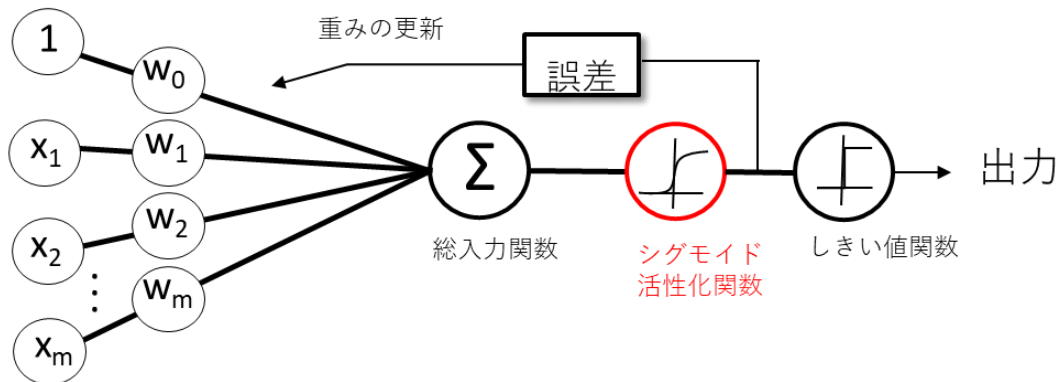 重みの更新
誤差
1
w0
x1
w1
x2
w2
⋮
xm
wm
Σ
総入力関数
シグモイド
活性化関数
しきい値関数
出力